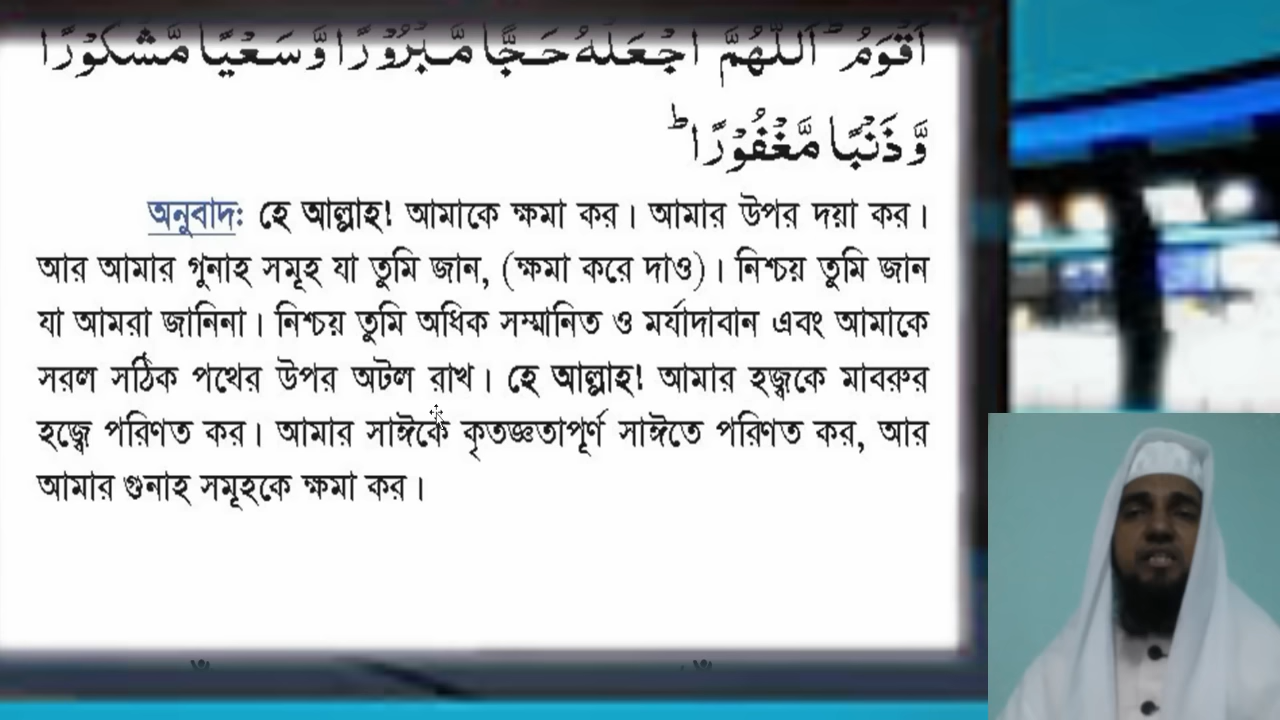 اَقْوَمُ ؕ اَللّٰهُمَّ اجْعَلْهُ حَجًّا مَّبْرُوْرًا وَّسَعْيًا مَّشْكُوْرًا
وَّذَنْبًا مَّغْفُوْرًا ؕ
অনুবাদ: হে আল্লাহ! আমাকে ক্ষমা কর। আমার উপর দয়া কর।
আর আমার গুনাহ সমূহ যা তুমি জান, (ক্ষমা করে দাও)। নিশ্চয় তুমি জান
যা আমরা জানিনা। নিশ্চয় তুমি অধিক সম্মানিত ও মর্যাদাবান এবং আমাকে
সরল সঠিক পথের উপর অটল রাখ। হে আল্লাহ! আমার হজ্বকে মাবরুর
হজ্বে পরিণত কর। আমার সাঈকে কৃতজ্ঞতাপূর্ণ সাঈতে পরিণত কর, আর
আমার গুনাহ সমূহকে ক্ষমা কর।